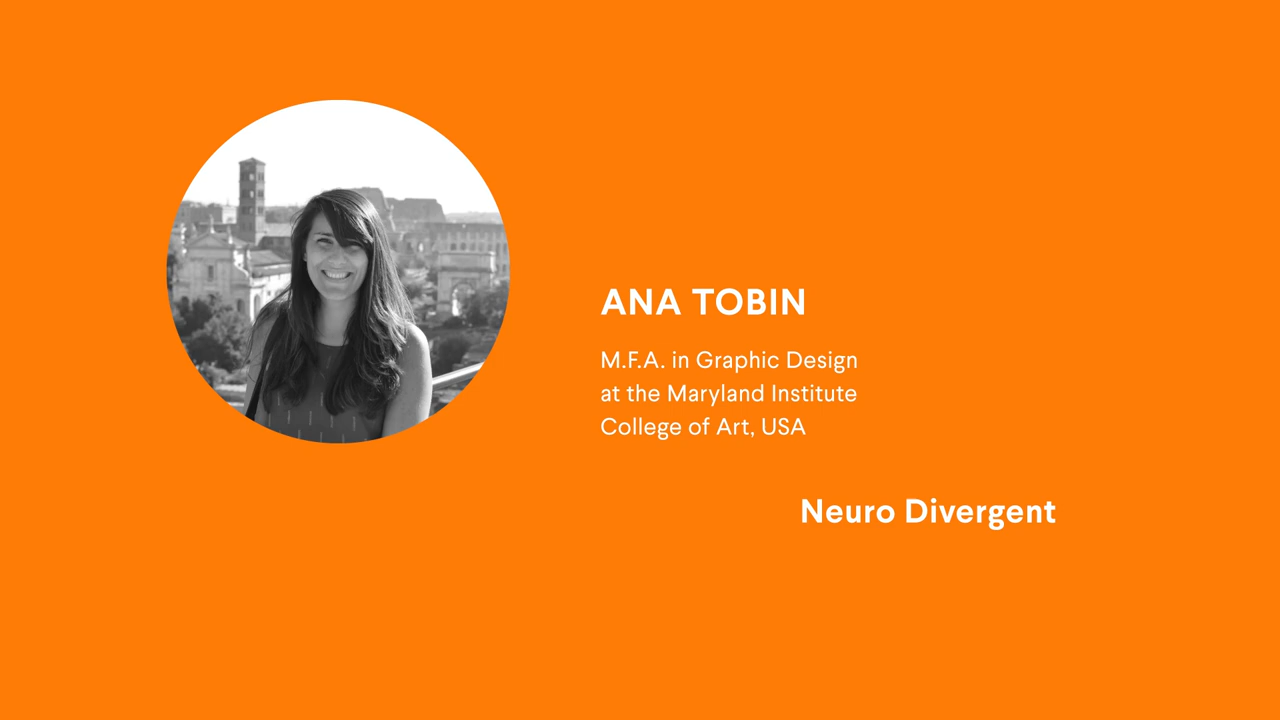 ANA TOBIN
M.F.A. in Graphic Design
at the Maryland Institute
College of Art, USA
Neuro Divergent